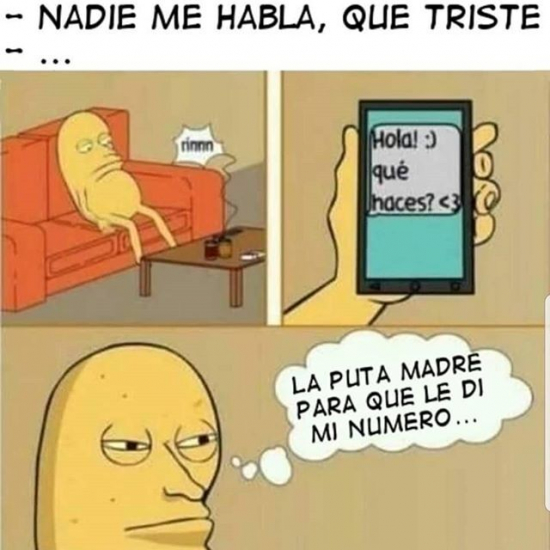 - NADIE ME HABLA, QUE TRISTE
- ...
rinnn
Hola! :)
qué
haces? <3
LA PUTA MADRE
PARA QUE LE DI
MI NUMERO...